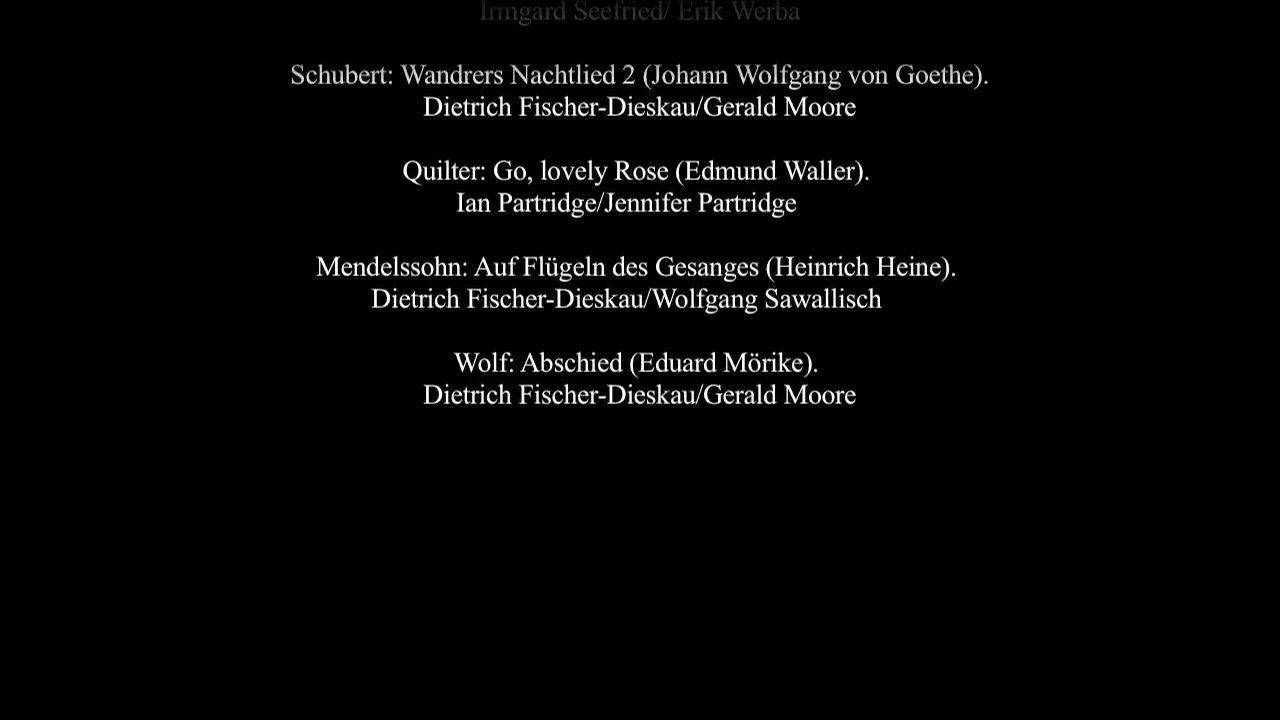 Irmgard Seefried/ Erik Werba
Schubert: Wandrers Nachtlied 2 (Johann Wolfgang von Goethe).
Dietrich Fischer-Dieskau/Gerald Moore
Quilter: Go, lovely Rose (Edmund Waller).
Ian Partridge/Jennifer Partridge
Mendelssohn: Auf Flügeln des Gesanges (Heinrich Heine).
Dietrich Fischer-Dieskau/Wolfgang Sawallisch
Wolf: Abschied (Eduard Mörike).
Dietrich Fischer-Dieskau/Gerald Moore